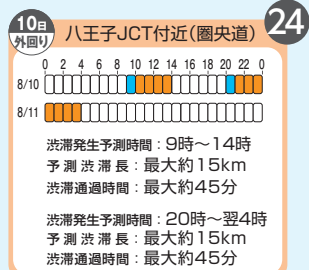 10日
外回り
八王子JCT付近(圏央道)
24
0 2 4 6 8 10 12 14 16 18 20 22 0
8/10
8/11
渋滞発生予測時間:9時~14時
予測渋滞長:最大約15km
渋滞通過時間:最大約45分
渋滞発生予測時間:20時~翌4時
予測渋滞長:最大約15km
渋滞通過時間:最大約45分